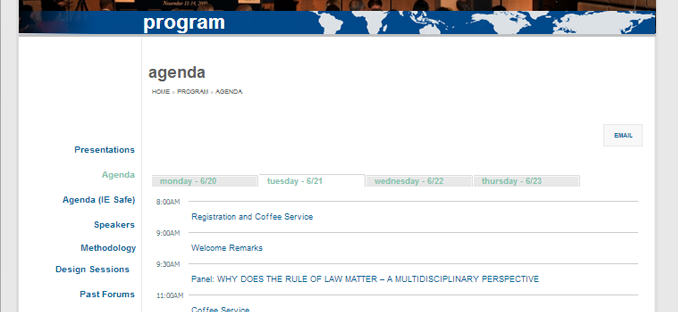 November 11-14, 2009
program
agenda
HOME » PROGRAM » AGENDA
EMAIL
Presentations
Agenda
Agenda (IE Safe)
Speakers
Methodology
Design Sessions
Past Forums
monday - 6/20
tuesday - 6/21
wednesday - 6/22
thursday - 6/23
8:00AM
Registration and Coffee Service
9:00AM
Welcome Remarks
9:30AM
Panel: WHY DOES THE RULE OF LAW MATTER – A MULTIDISCIPLINARY PERSPECTIVE
11:00AM
Coffee Service